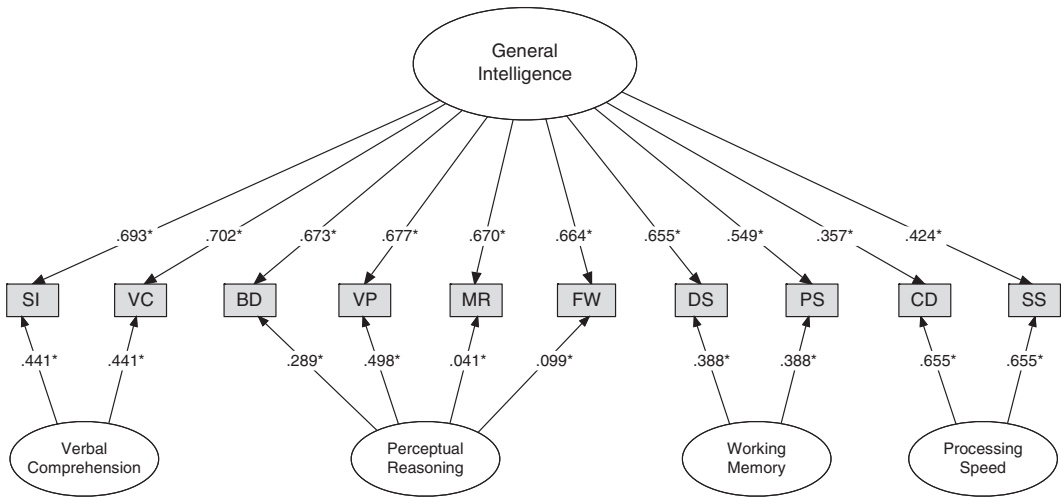 General
Intelligence
.693* .702* .673* .677* .670* .664* .655* .549* .357* .424*
SI VC BD VP MR FW DS PS CD SS
.441* .441* .289* .498* .041* .099* .388* .388* .655* .655*
Verbal
Comprehension
Perceptual
Reasoning
Working
Memory
Processing
Speed